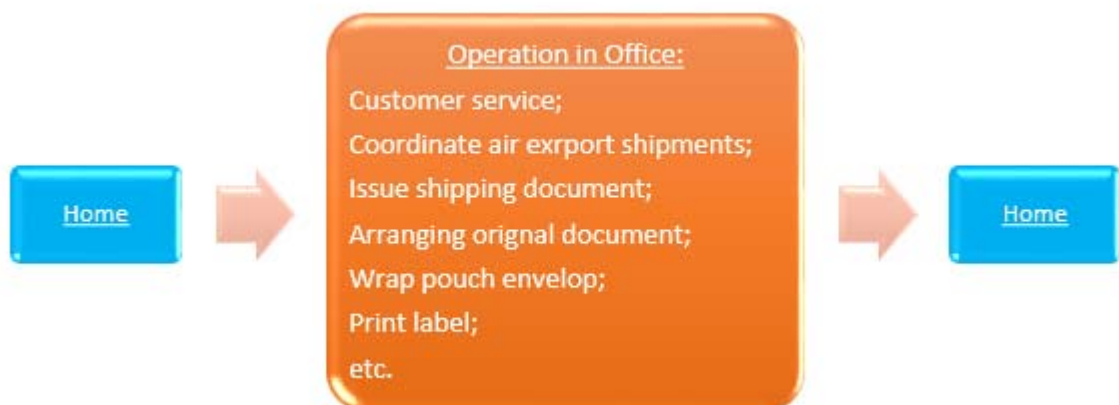 Home
Operation in Office:
Customer service;
Coordinate air exrport shipments;
Issue shipping document;
Arranging orignal document;
Wrap pouch envelop;
Print label;
etc.
Home